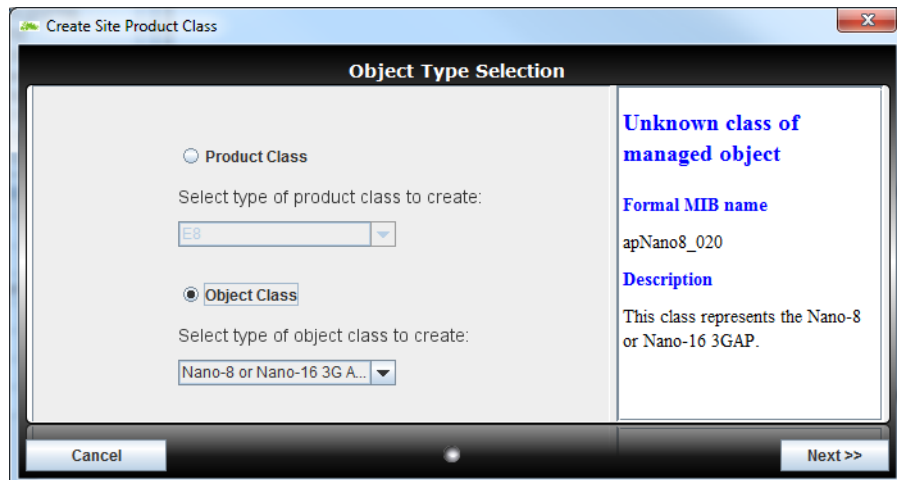 Create Site Product Class
Object Type Selection
Product Class
Select type of product class to create:
E8
Object Class
Select type of object class to create:
Nano-8 or Nano-16 3G A...
Unknown class of
managed object
Formal MIB name
apNano8_020
Description
This class represents the Nano-8
or Nano-16 3GAP.
Cancel
Next >>